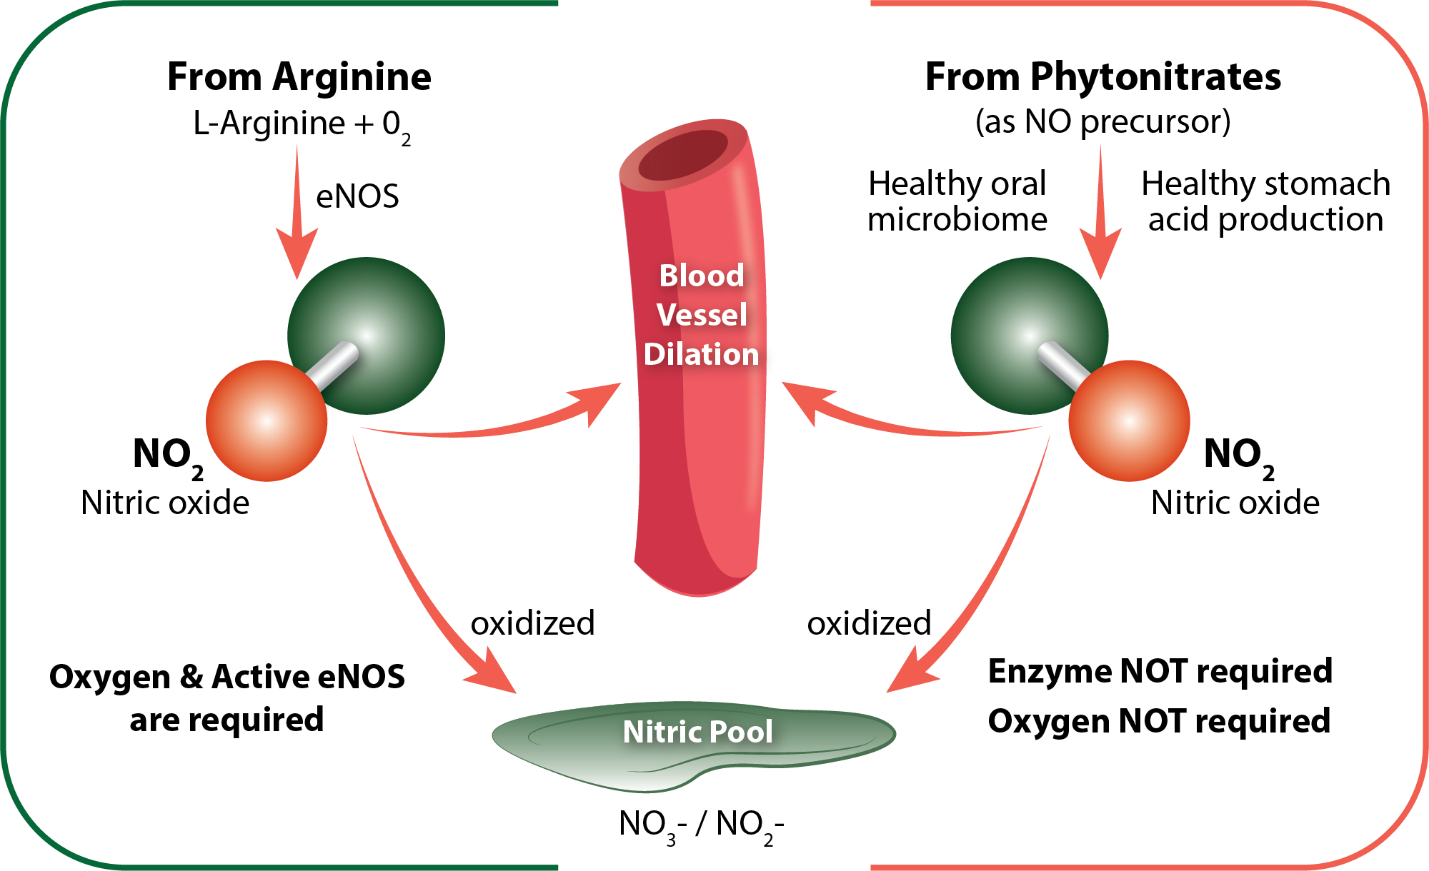 From Arginine
L-Arginine + 0₂
eNOS
NO₂
Nitric oxide
Oxygen & Active eNOS
are required
Blood
Vessel
Dilation
From Phytonitrates
(as NO precursor)
Healthy oral
microbiome
Healthy stomach
acid production
NO₂
Nitric oxide
oxidized
oxidized
Enzyme NOT required
Oxygen NOT required
Nitric Pool
NO₃- / NO₂-